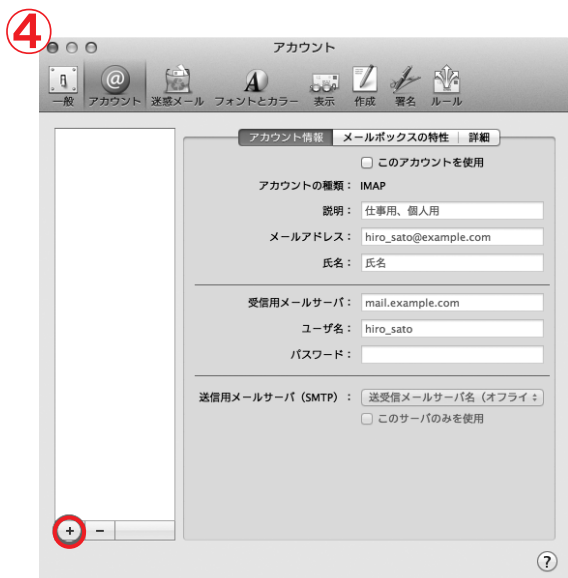 ④
アカウント
一般 アカウント 迷惑メール フォントとカラー 表示 作成 署名 ルール
アカウント情報 メールボックスの特性 詳細
このアカウントを使用
アカウントの種類： IMAP
説明： 仕事用、個人用
メールアドレス： hiro_sato@example.com
氏名： 氏名
受信用メールサーバ： mail.example.com
ユーザ名： hiro_sato
パスワード：
送信用メールサーバ（SMTP）： 送受信メールサーバ名（オフライ
このサーバのみを使用
+ −
?